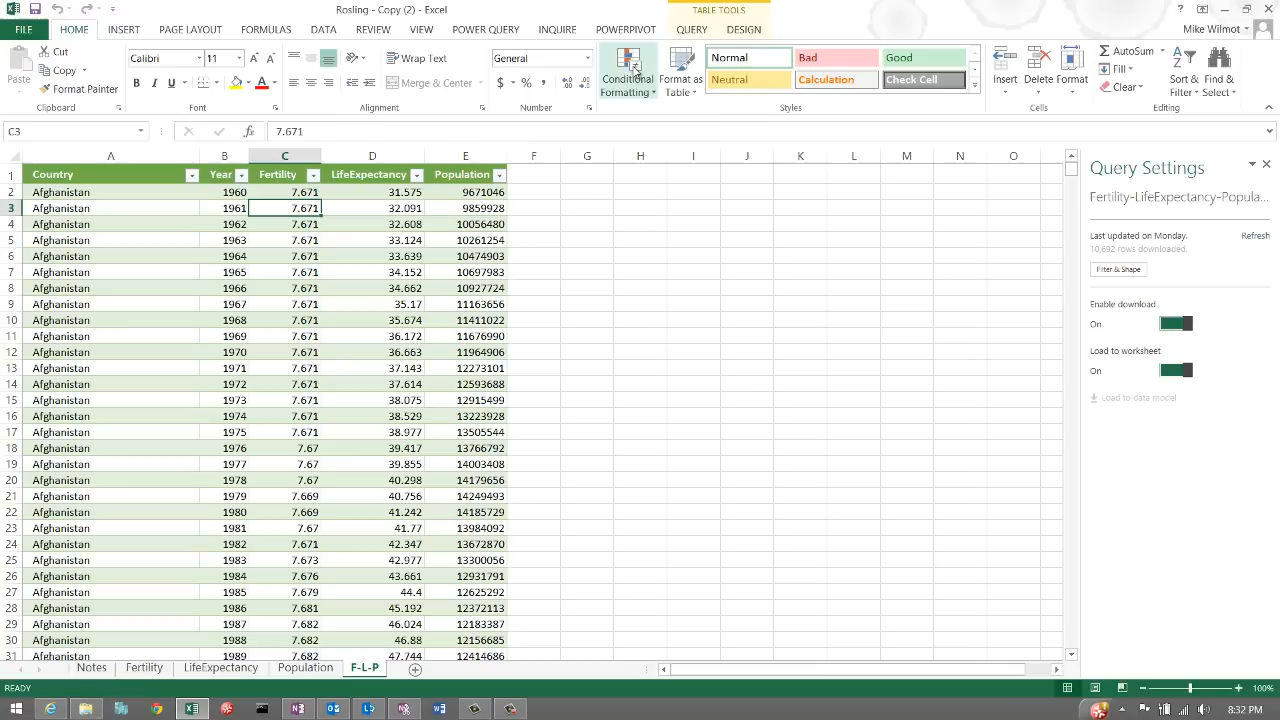 Rosling - Copy (2) - Excel
TABLE TOOLS
FILE HOME INSERT PAGE LAYOUT FORMULAS DATA REVIEW VIEW POWER QUERY INQUIRE POWERPIVOT QUERY DESIGN Mike Wilmot
Paste
Cut
Copy
Format Painter
Clipboard
Calibri 11
B I U
Font
Wrap Text
Merge & Center
Alignment
General
$ % ,
Number
Conditional Formatting
Format as Table
Normal Bad Good
Neutral Calculation Check Cell
Styles
Insert Delete Format
Cells
AutoSum
Fill
Clear
Sort & Filter
Find & Select
Editing
C3 fx 7.671
A B C D E F G H I J K L M N O
1 Country Year Fertility LifeExpectancy Population
2 Afghanistan 1960 7.671 31.575 9671046
3 Afghanistan 1961 7.671 32.091 9859928
4 Afghanistan 1962 7.671 32.608 10056480
5 Afghanistan 1963 7.671 33.124 10261254
6 Afghanistan 1964 7.671 33.639 10474903
7 Afghanistan 1965 7.671 34.152 10697983
8 Afghanistan 1966 7.671 34.662 10927724
9 Afghanistan 1967 7.671 35.17 11163656
10 Afghanistan 1968 7.671 35.674 11411022
11 Afghanistan 1969 7.671 36.172 11676990
12 Afghanistan 1970 7.671 36.663 11964906
13 Afghanistan 1971 7.671 37.143 12273101
14 Afghanistan 1972 7.671 37.614 12593688
15 Afghanistan 1973 7.671 38.075 12915499
16 Afghanistan 1974 7.671 38.529 13223928
17 Afghanistan 1975 7.671 38.977 13505544
18 Afghanistan 1976 7.67 39.417 13766792
19 Afghanistan 1977 7.67 39.855 14003408
20 Afghanistan 1978 7.67 40.298 14179656
21 Afghanistan 1979 7.669 40.756 14249493
22 Afghanistan 1980 7.669 41.242 14185729
23 Afghanistan 1981 7.67 41.77 13984092
24 Afghanistan 1982 7.671 42.347 13672870
25 Afghanistan 1983 7.673 42.977 13300056
26 Afghanistan 1984 7.676 43.661 12931791
27 Afghanistan 1985 7.679 44.4 12625292
28 Afghanistan 1986 7.681 45.192 12372113
29 Afghanistan 1987 7.682 46.024 12183387
30 Afghanistan 1988 7.682 46.88 12156685
31 Afghanistan 1989 7.682 47.744 12414686
Query Settings
Fertility-LifeExpectancy-Popula...
Last updated on Monday. Refresh
10,692 rows downloaded.
Filter & Shape
Enable download
On
Load to worksheet
On
Load to data model
Notes Fertility LifeExpectancy Population F-L-P
READY 100%
8:32 PM